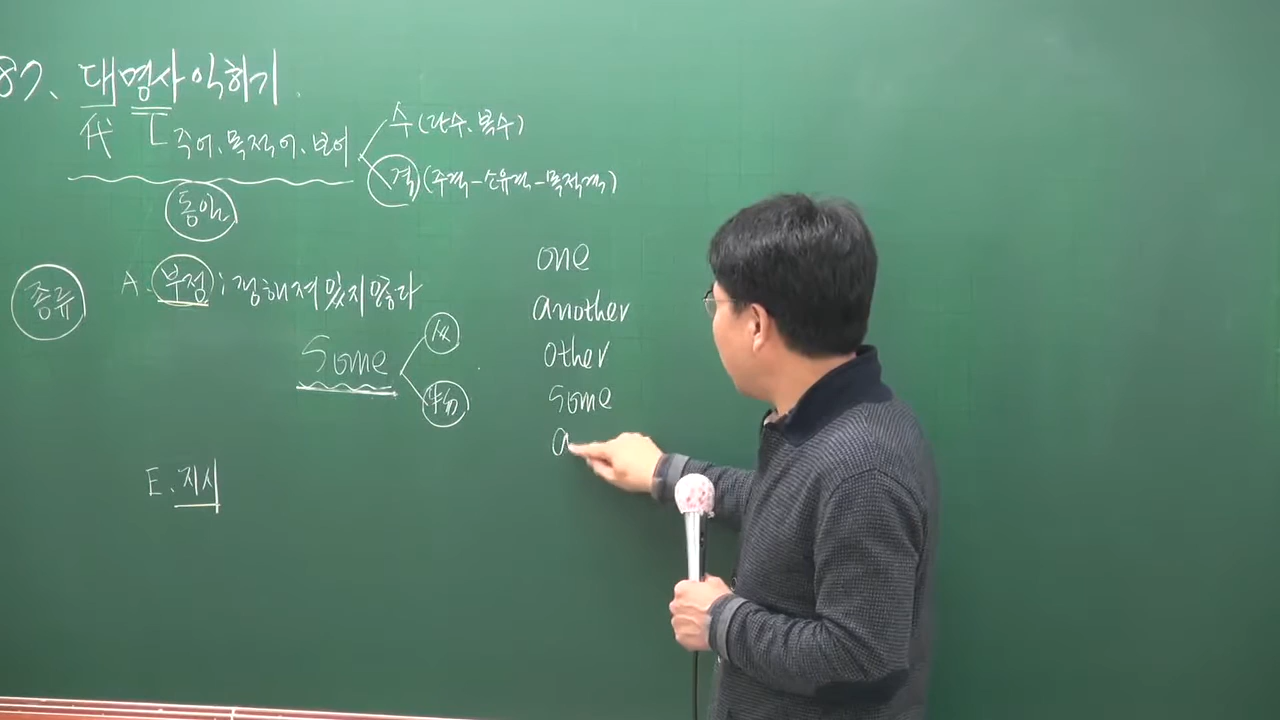 87. 대명사 익히기.
代 [주어, 목적어, 보어
수 (단수, 복수)
격 (주격-소유격-목적격)
통일
종류
A. 부정 : 정해져 있지 않다
Some
one
another
other
some
a
E. 지시